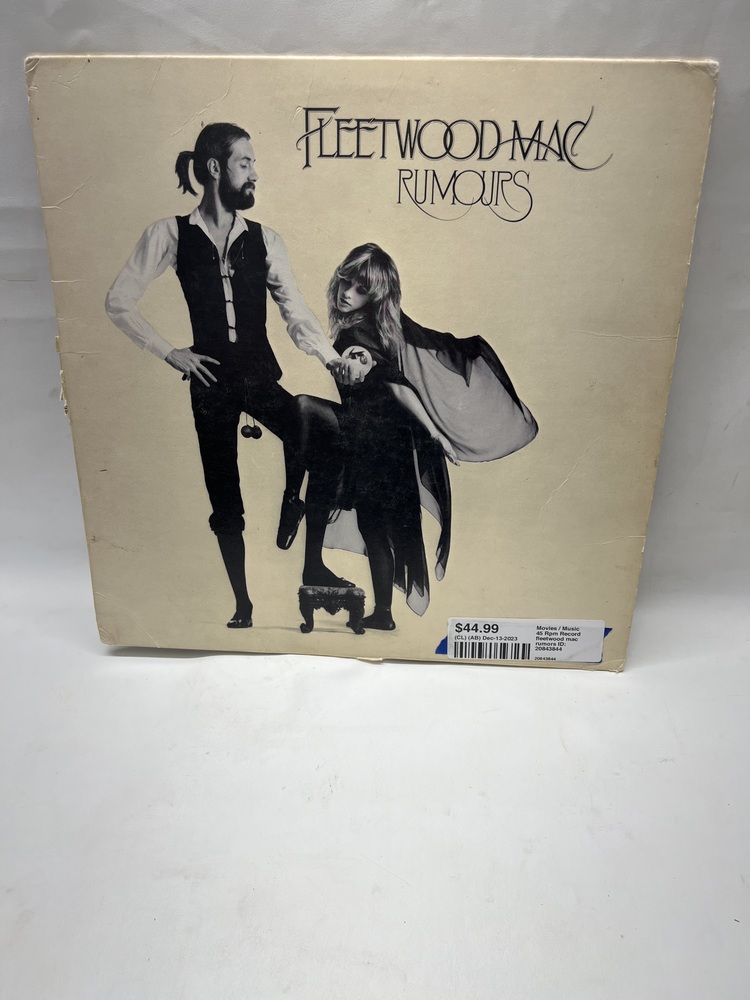 FLEETWOOD MAC
RUMOURS
$44.99
(CL) (AB) Dec-13-2023
Movies / Music
45 Rpm Record
fleetwood mac
rumors ID:
20843844
20843844